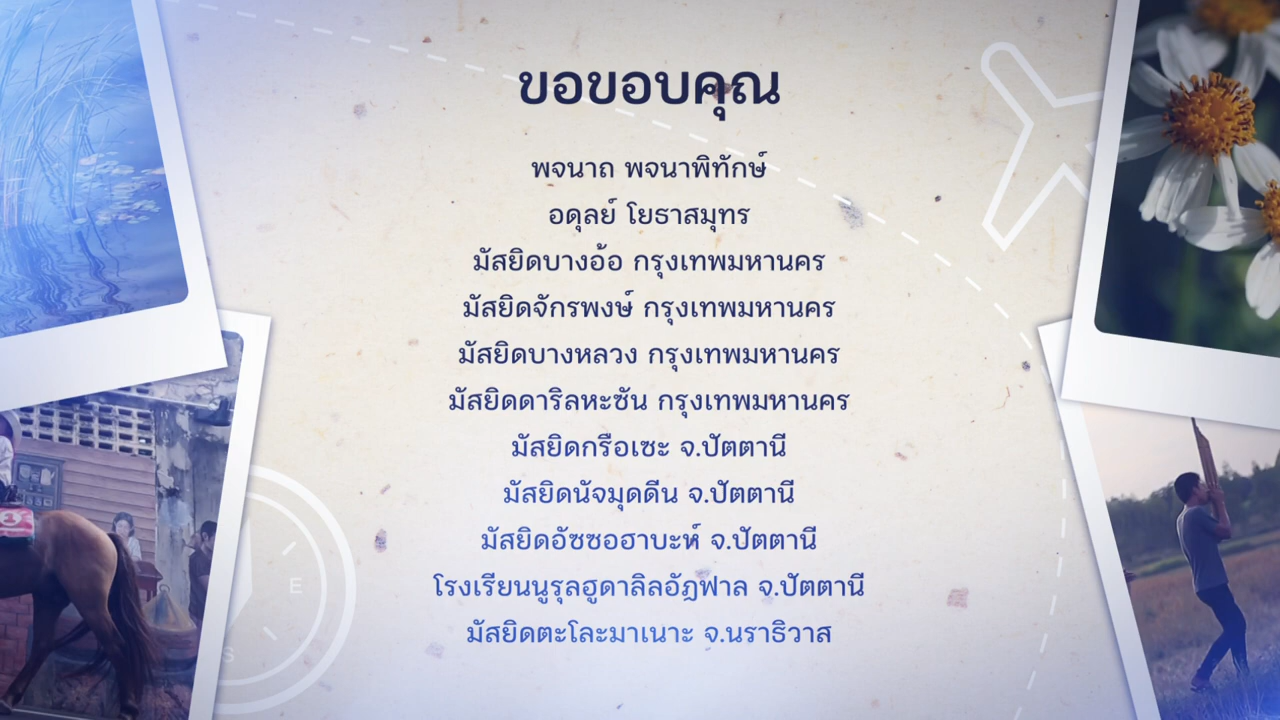 ขอขอบคุณ
พจนาถ พจนาพิทักษ์
อดุลย์ โยธาสมุทร
มัสยิดบางอ้อ กรุงเทพมหานคร
มัสยิดจักรพงษ์ กรุงเทพมหานคร
มัสยิดบางหลวง กรุงเทพมหานคร
มัสยิดดาริลหะซัน กรุงเทพมหานคร
มัสยิดกรือเซะ จ.ปัตตานี
มัสยิดนัจมุดดีน จ.ปัตตานี
มัสยิดอัซซอฮาบะห์ จ.ปัตตานี
โรงเรียนนูรุลฮูดาลิลอัฏฟาล จ.ปัตตานี
มัสยิดตะโละมาเนาะ จ.นราธิวาส
E
S
1